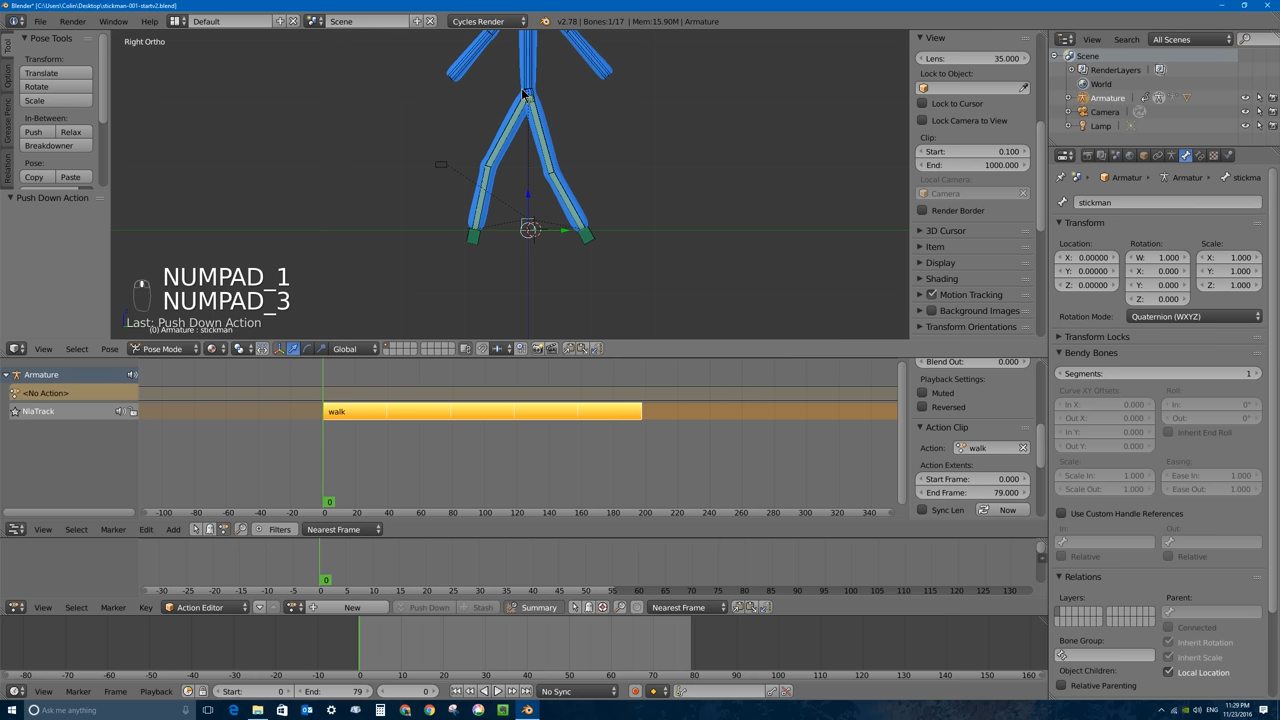 Blender* [C:\Users\Colin\Desktop\stickman-001-startv2.blend]
File Render Window Help Default Scene Cycles Render v2.78 | Bones:1/17 | Mem:15.90M | Armature
View Search All Scenes
Scene
RenderLayers
World
Armature
Camera
Lamp
Tool
Option
Grease Penc
Relation
Pose Tools
Transform:
Translate
Rotate
Scale
In-Between:
Push Relax
Breakdowner
Pose:
Copy Paste
Push Down Action
Right Ortho
NUMPAD_1
NUMPAD_3
Last: Push Down Action
(0) Armature : stickman
View
Lens: 35.000
Lock to Object:
Lock to Cursor
Lock Camera to View
Clip:
Start: 0.100
End: 1000.000
Local Camera:
Camera
Render Border
3D Cursor
Item
Display
Shading
Motion Tracking
Background Images
Transform Orientations
Armatur Armatur stickma
stickman
Transform
Location: Rotation: Scale:
X: 0.00000 W: 1.000 X: 1.000
Y: 0.00000 X: 0.000 Y: 1.000
Z: 0.00000 Y: 0.000 Z: 1.000
Z: 0.000
Rotation Mode: Quaternion (WXYZ)
Transform Locks
Bendy Bones
Segments: 1
Curve XY Offsets: Roll:
In X: 0.000 In: 0°
Out X: 0.000 Out: 0°
In Y: 0.000 Inherit End Roll
Out Y: 0.000
Scale: Easing:
Scale In: 1.000 Ease In: 1.000
Scale Out: 1.000 Ease Out: 1.000
Use Custom Handle References
In: Out:
Relative Relative
Relations
Layers: Parent:
Connected
Bone Group: Inherit Rotation
Inherit Scale
Object Children: Local Location
Relative Parenting
View Select Pose Pose Mode Global
Armature
<No Action>
NlaTrack
walk
0
-100 -80 -60 -40 -20 0 20 40 60 80 100 120 140 160 180 200 220 240 260 280 300 320 340
Blend Out: 0.000
Playback Settings:
Muted
Reversed
Action Clip
Action: walk
Action Extents:
Start Frame: 0.000
End Frame: 79.000
Sync Len Now
View Select Marker Edit Add Filters Nearest Frame
0
-30 -25 -20 -15 -10 -5 0 5 10 15 20 25 30 35 40 45 50 55 60 65 70 75 80 85 90 95 100 105 110 115 120 125 130
View Select Marker Key Action Editor New Push Down Stash Summary Nearest Frame
-80 -70 -60 -50 -40 -30 -20 -10 0 10 20 30 40 50 60 70 80 90 100 110 120 130 140 150 160
View Marker Frame Playback Start: 0 End: 79 0 No Sync
Ask me anything
ENG
11:29 PM
11/23/2016